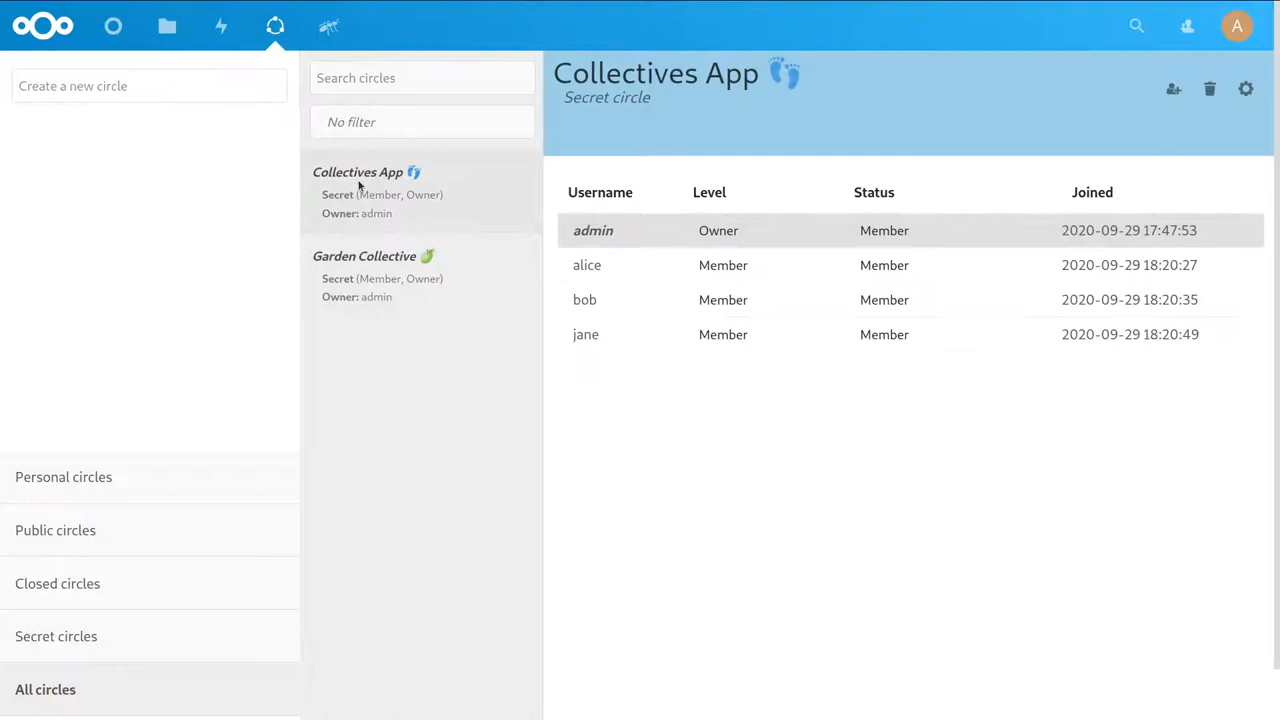 A
Create a new circle
Personal circles
Public circles
Closed circles
Secret circles
All circles
Search circles
No filter
Collectives App 👣
Secret (Member, Owner)
Owner: admin
Garden Collective 🍏
Secret (Member, Owner)
Owner: admin
Collectives App 👣
Secret circle
Username Level Status Joined
admin Owner Member 2020-09-29 17:47:53
alice Member Member 2020-09-29 18:20:27
bob Member Member 2020-09-29 18:20:35
jane Member Member 2020-09-29 18:20:49